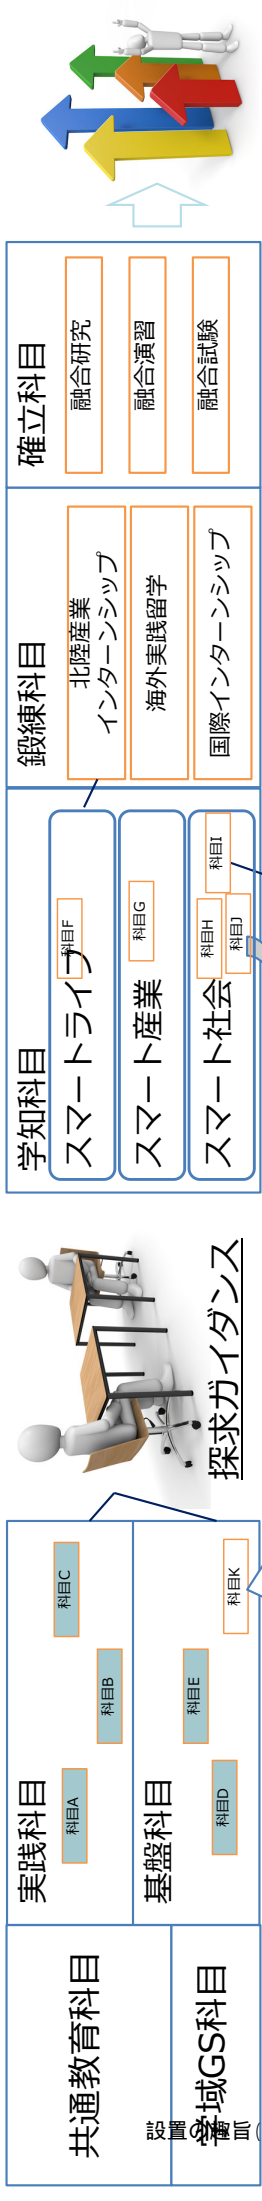 共通教育科目
学域GS科目
実践科目
科目A
科目B
科目C
基盤科目
科目D
科目E
科目K
探求ガイダンス
学知科目
スマートライフ
科目F
スマート産業
科目G
スマート社会
科目H
科目I
科目J
鍛練科目
北陸産業
インターンシップ
海外実践留学
国際インターンシップ
確立科目
融合研究
融合演習
融合試験
設置の趣旨(